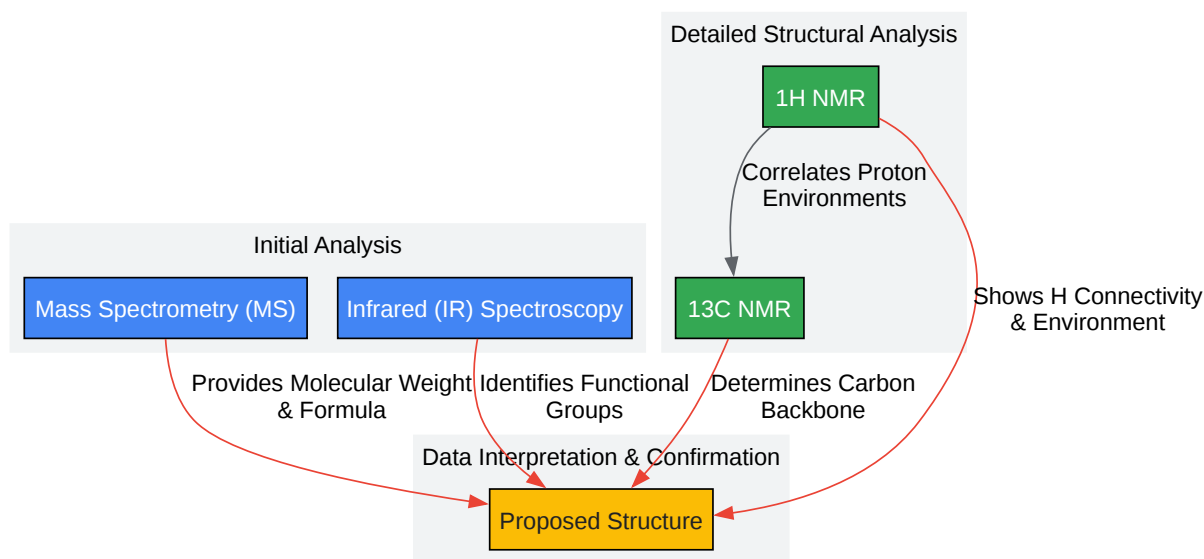 Detailed Structural Analysis
1H NMR
Correlates Proton
Environments
Initial Analysis
Mass Spectrometry (MS)
Infrared (IR) Spectroscopy
13C NMR
Shows H Connectivity
& Environment
Provides Molecular Weight
& Formula
Identifies Functional
Groups
Determines Carbon
Backbone
Data Interpretation & Confirmation
Proposed Structure